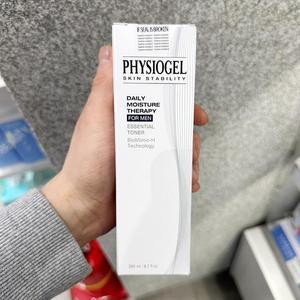 IF SEAL IS BROKEN
PHYSIOGEL
SKIN STABILITY
DAILY
MOISTURE
THERAPY
FOR MEN
ESSENTIAL
TONER
BioMimic-H
Technology